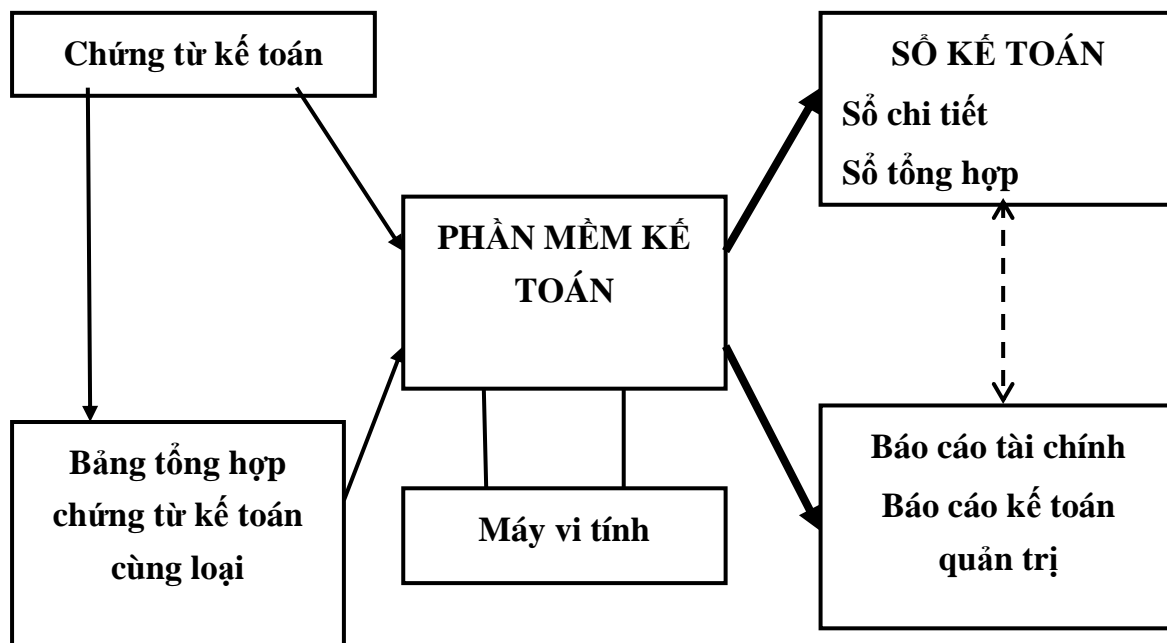 Chứng từ kế toán
SỔ KẾ TOÁN
Sổ chi tiết
Sổ tổng hợp
PHẦN MỀM KẾ
TOÁN
Bảng tổng hợp
chứng từ kế toán
cùng loại
Máy vi tính
Báo cáo tài chính
Báo cáo kế toán
quản trị